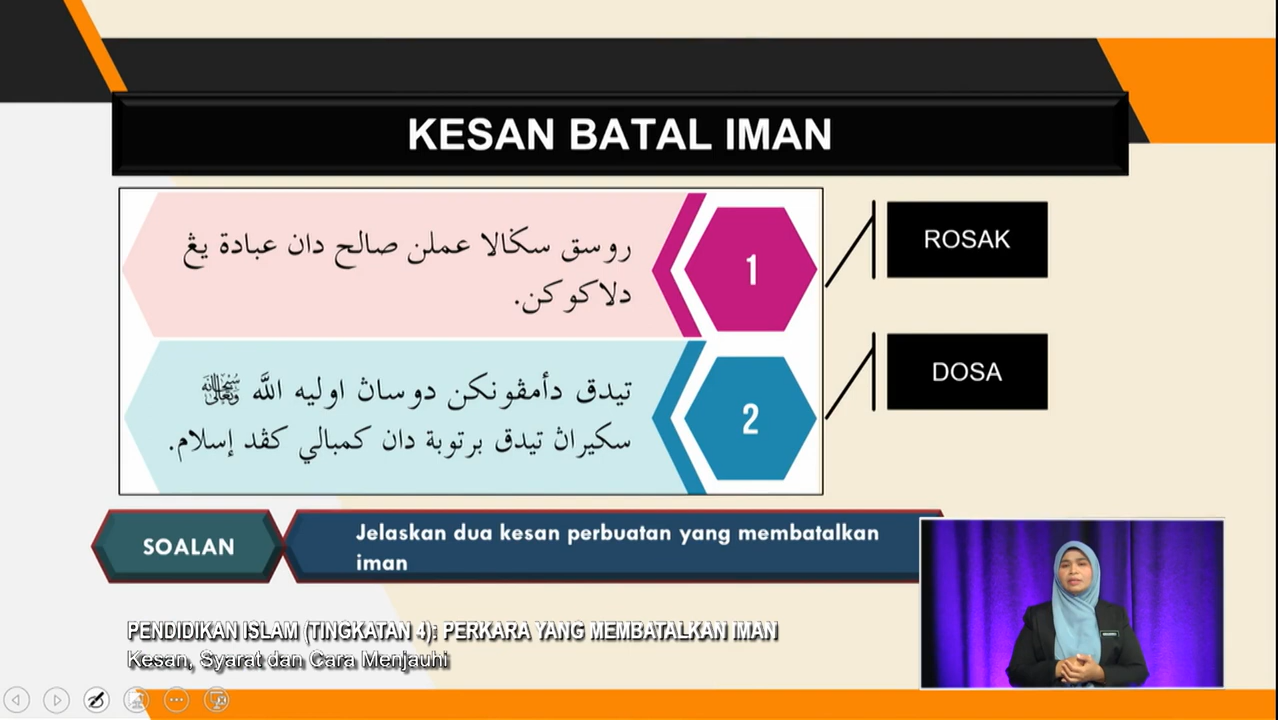 KESAN BATAL IMAN
1
روسق سݢالا عملن صالح دان عبادة يڠ
دلاكوكن.
ROSAK
2
تيدق دأمڤونكن دوساڽ اوليه الله ﷾
سكيراڽ تيدق برتوبة دان كمبالي كڤد إسلام.
DOSA
SOALAN
Jelaskan dua kesan perbuatan yang membatalkan
iman
PENDIDIKAN ISLAM (TINGKATAN 4): PERKARA YANG MEMBATALKAN IMAN
Kesan, Syarat dan Cara Menjauhi